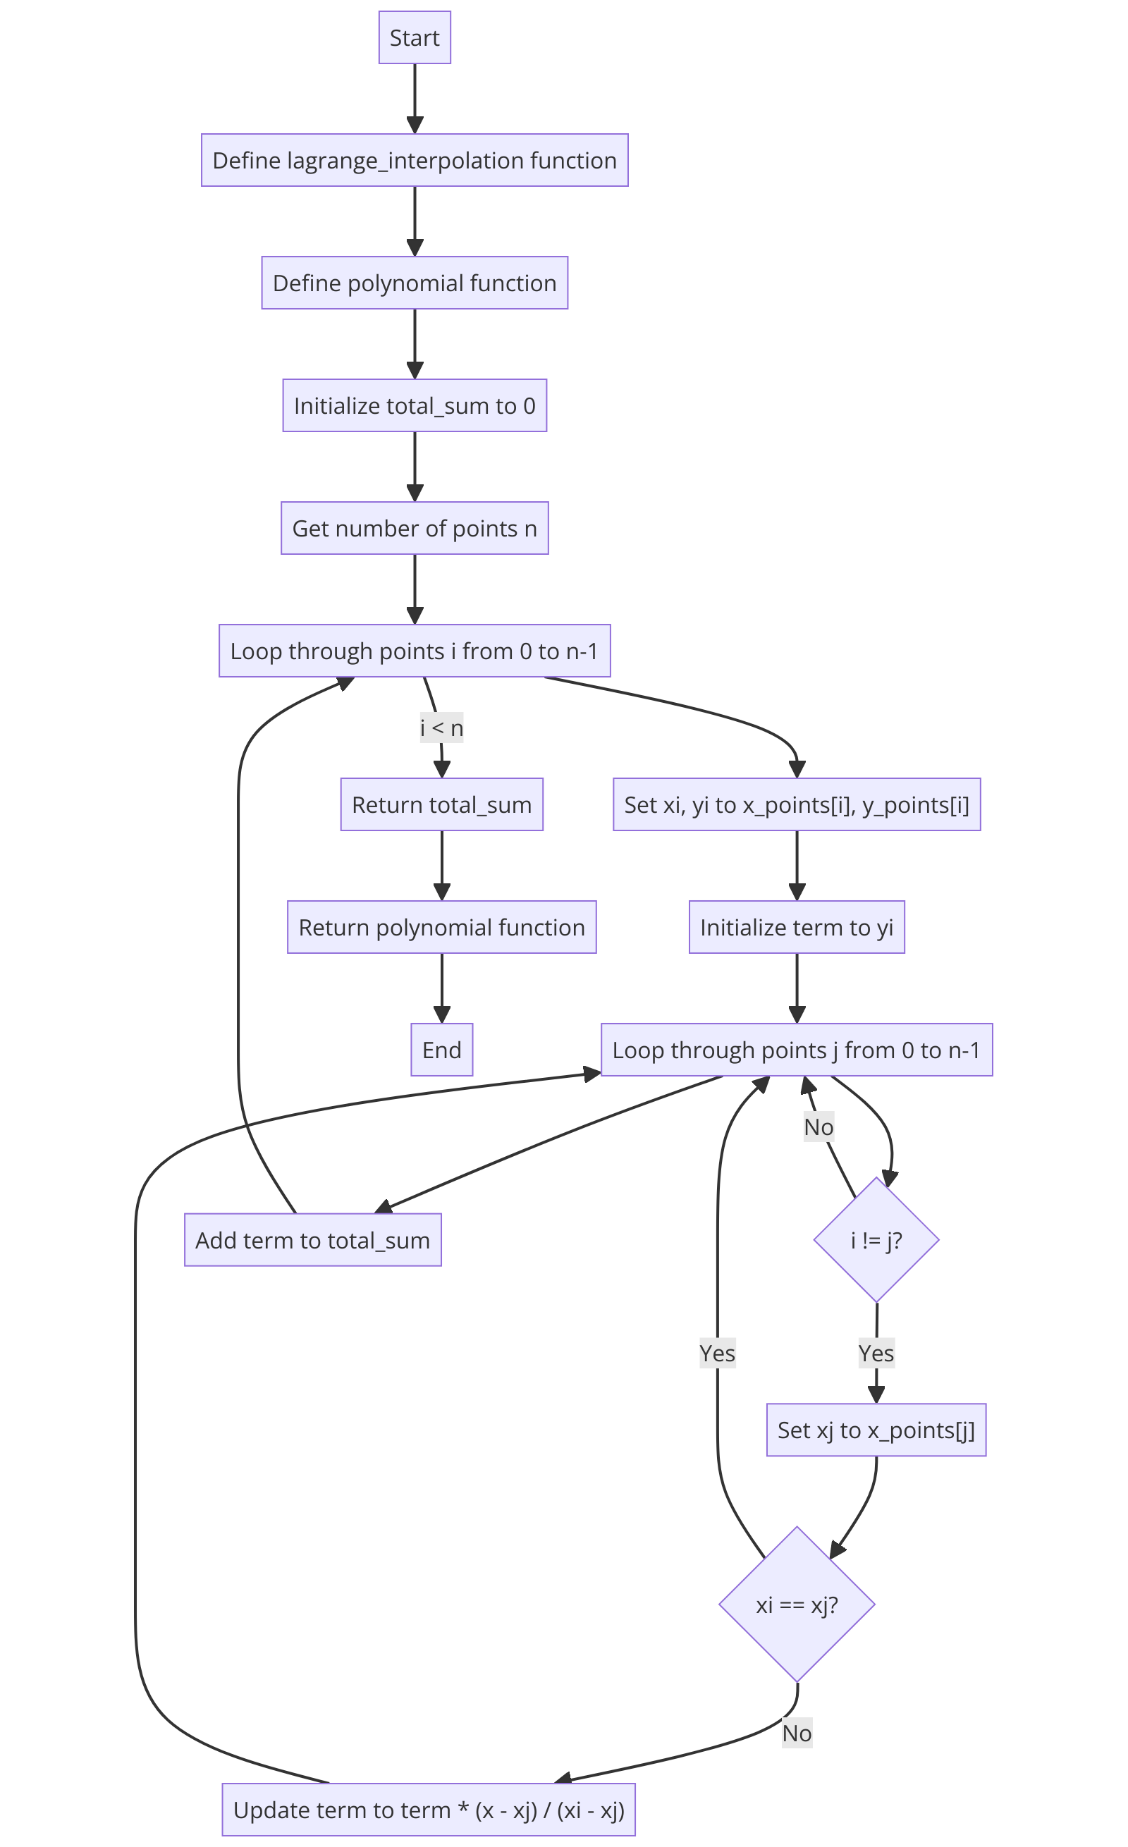 Start
Define lagrange_interpolation function
Define polynomial function
Initialize total_sum to 0
Get number of points n
Loop through points i from 0 to n-1
i < n
Return total_sum
Set xi, yi to x_points[i], y_points[i]
Return polynomial function
Initialize term to yi
End
Loop through points j from 0 to n-1
No
Add term to total_sum
i != j?
Yes
Yes
Set xj to x_points[j]
xi == xj?
No
Update term to term * (x - xj) / (xi - xj)